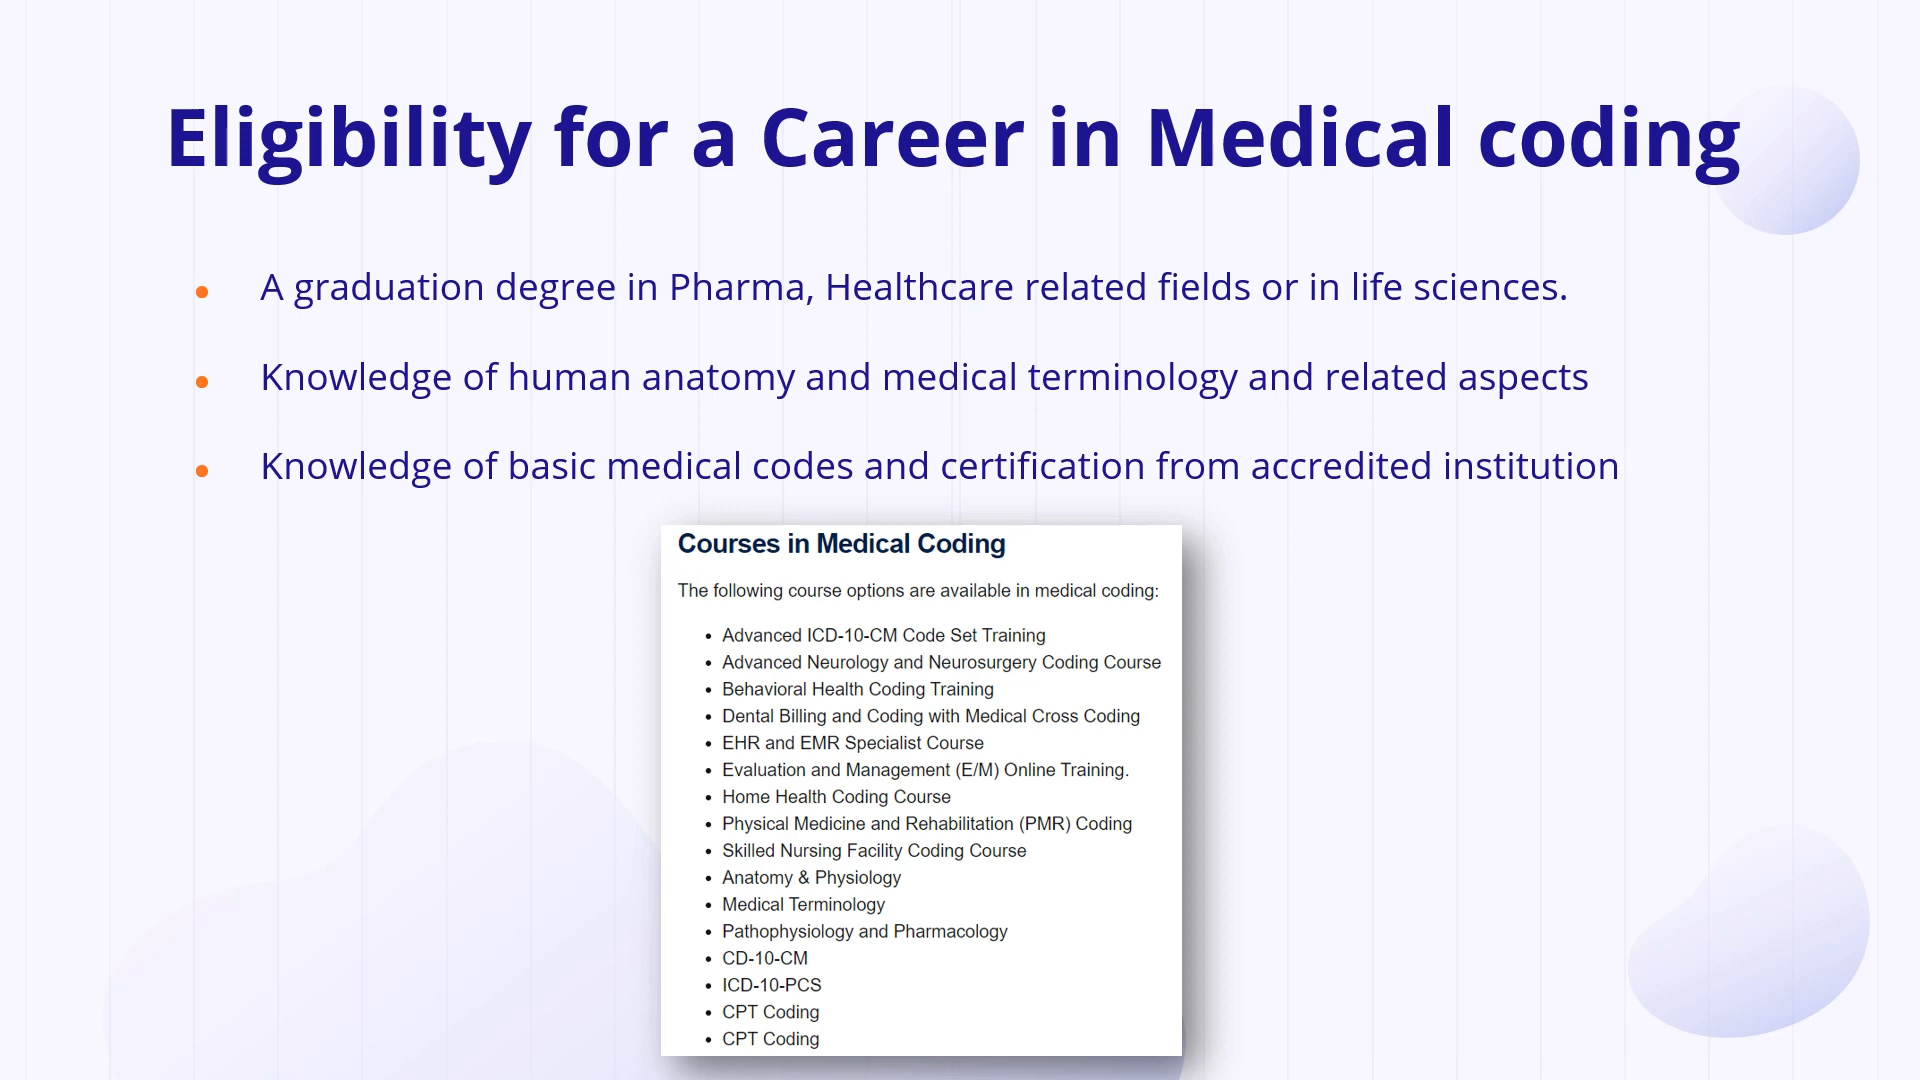 Eligibility for a Career in Medical coding
• A graduation degree in Pharma, Healthcare related fields or in life sciences.
• Knowledge of human anatomy and medical terminology and related aspects
• Knowledge of basic medical codes and certification from accredited institution
Courses in Medical Coding
The following course options are available in medical coding:
• Advanced ICD-10-CM Code Set Training
• Advanced Neurology and Neurosurgery Coding Course
• Behavioral Health Coding Training
• Dental Billing and Coding with Medical Cross Coding
• EHR and EMR Specialist Course
• Evaluation and Management (E/M) Online Training.
• Home Health Coding Course
• Physical Medicine and Rehabilitation (PMR) Coding
• Skilled Nursing Facility Coding Course
• Anatomy & Physiology
• Medical Terminology
• Pathophysiology and Pharmacology
• CD-10-CM
• ICD-10-PCS
• CPT Coding
• CPT Coding